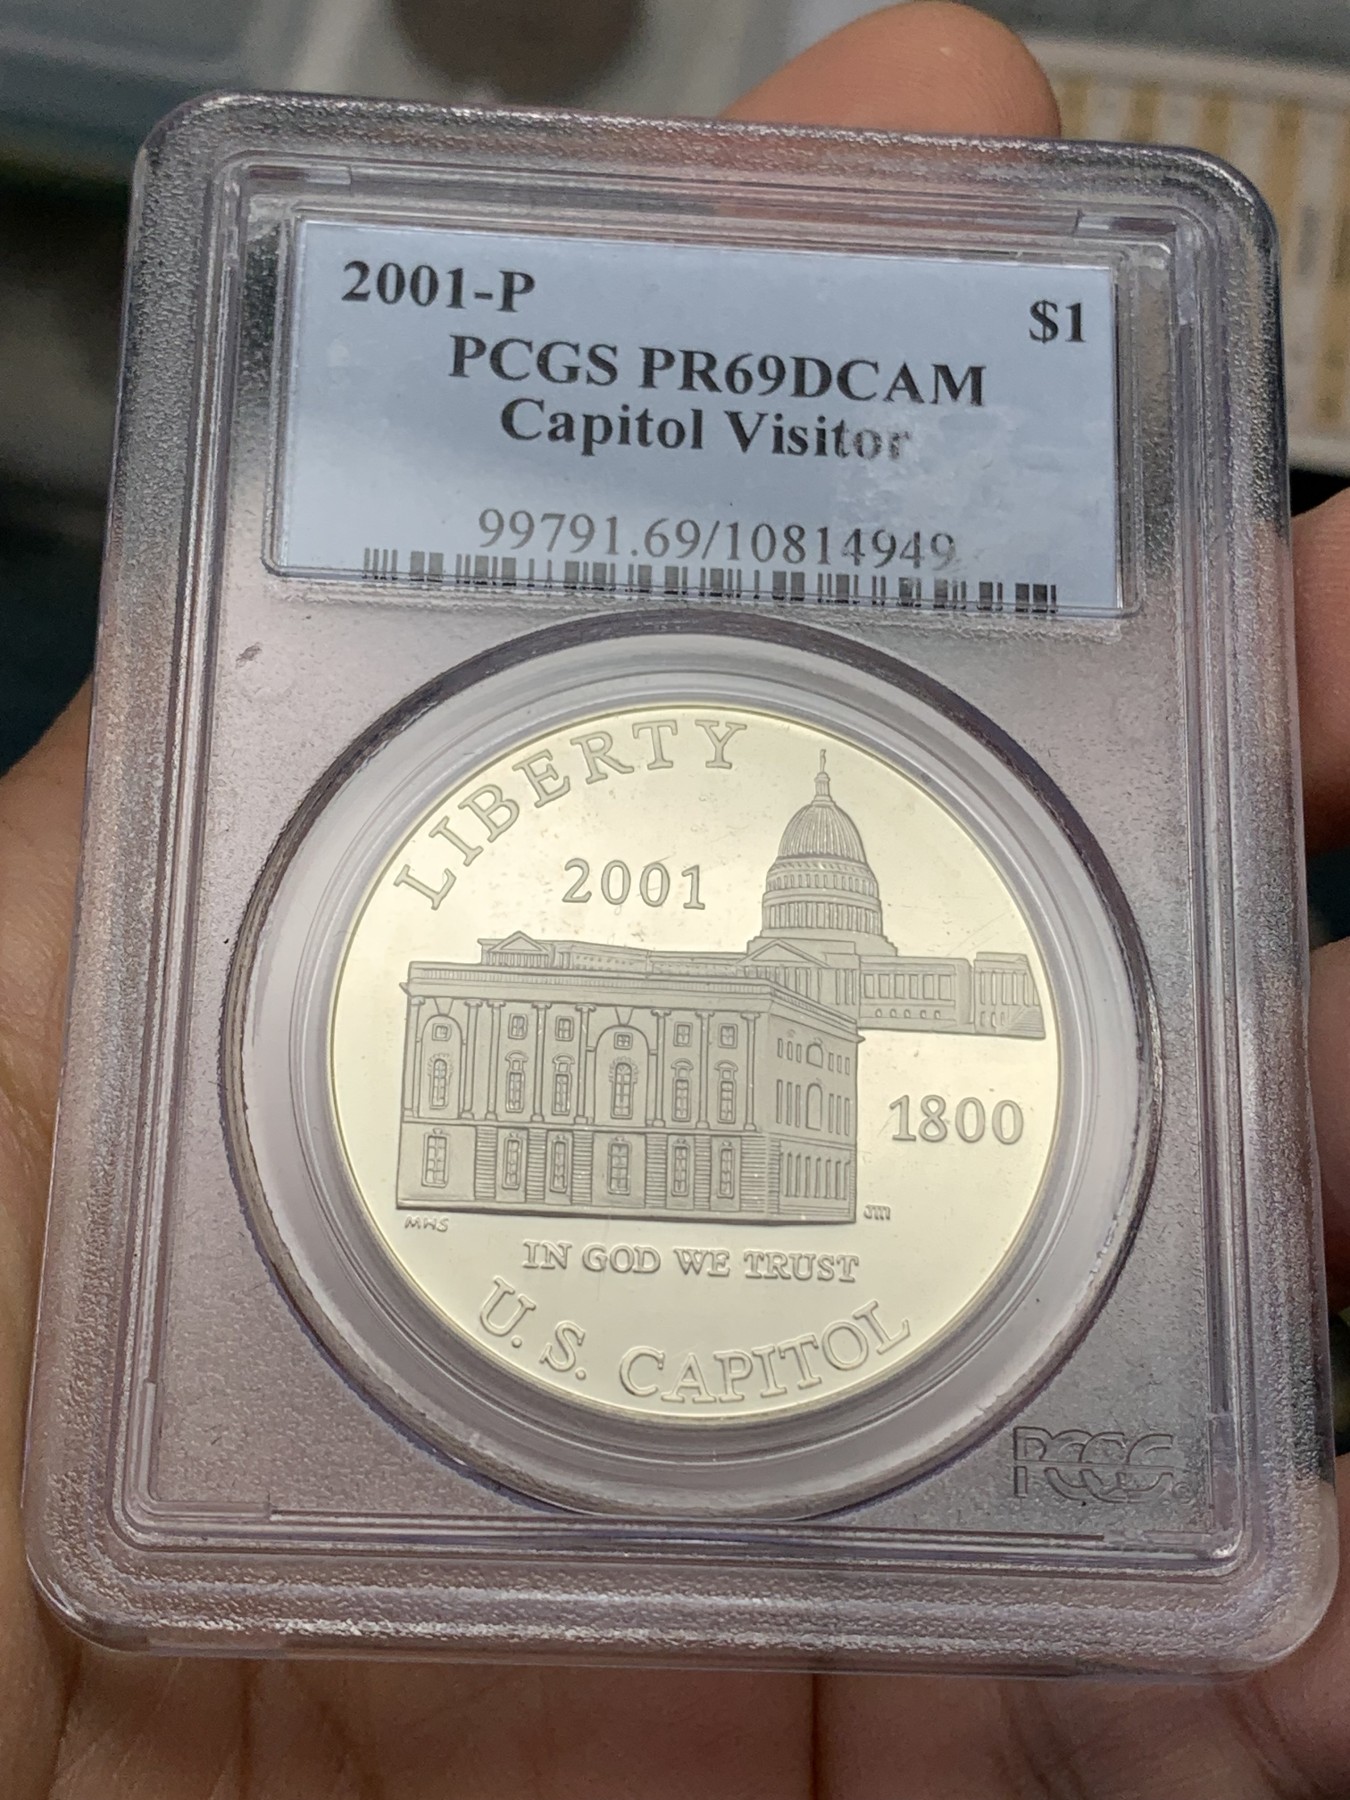 2001-P $1
PCGS PR69DCAM
Capitol Visitor
99791.69/10814949
LIBERTY
2001
1800
MHS JM
IN GOD WE TRUST
U.S. CAPITOL
PCGS